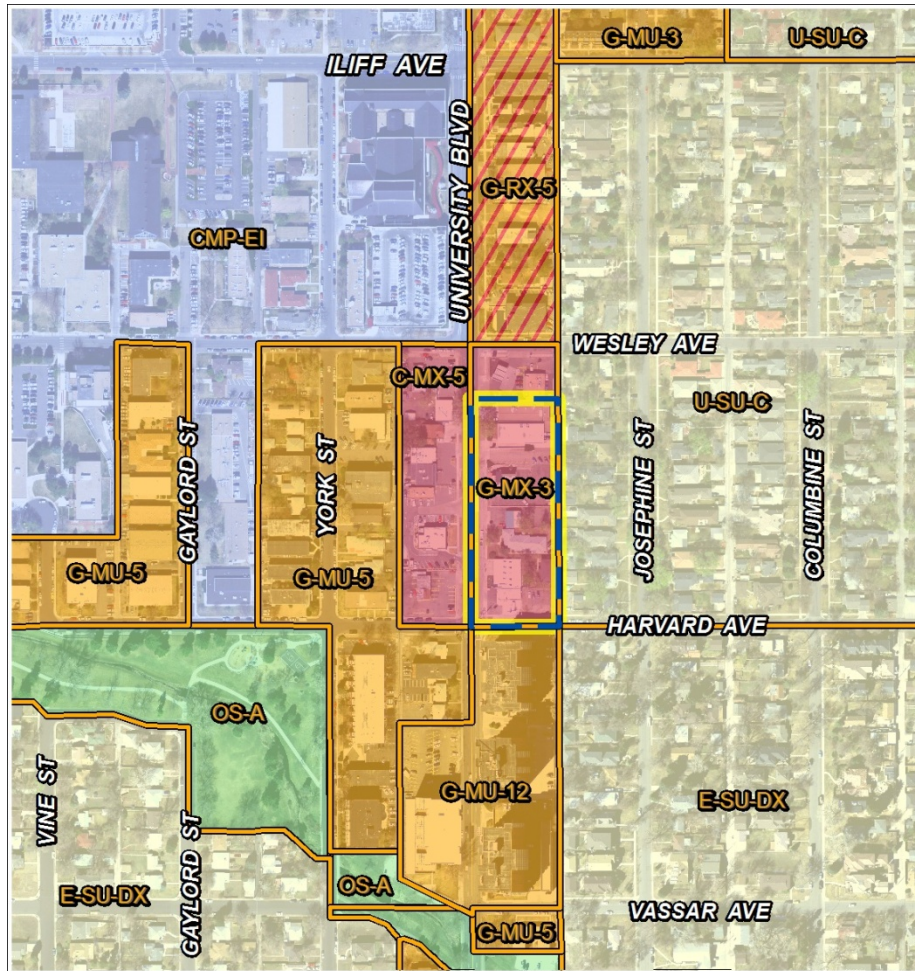 G-MU-3
U-SU-C
ILIFF AVE
UNIVERSITY BLVD
G-RX-5
CMP-EI
WESLEY AVE
C-MX-5
U-SU-C
GAYLORD ST
YORK ST
G-MX-3
JOSEPHINE ST
COLUMBINE ST
G-MU-5
G-MU-5
HARVARD AVE
OS-A
VINE ST
GAYLORD ST
G-MU-12
E-SU-DX
OS-A
E-SU-DX
VASSAR AVE
G-MU-5